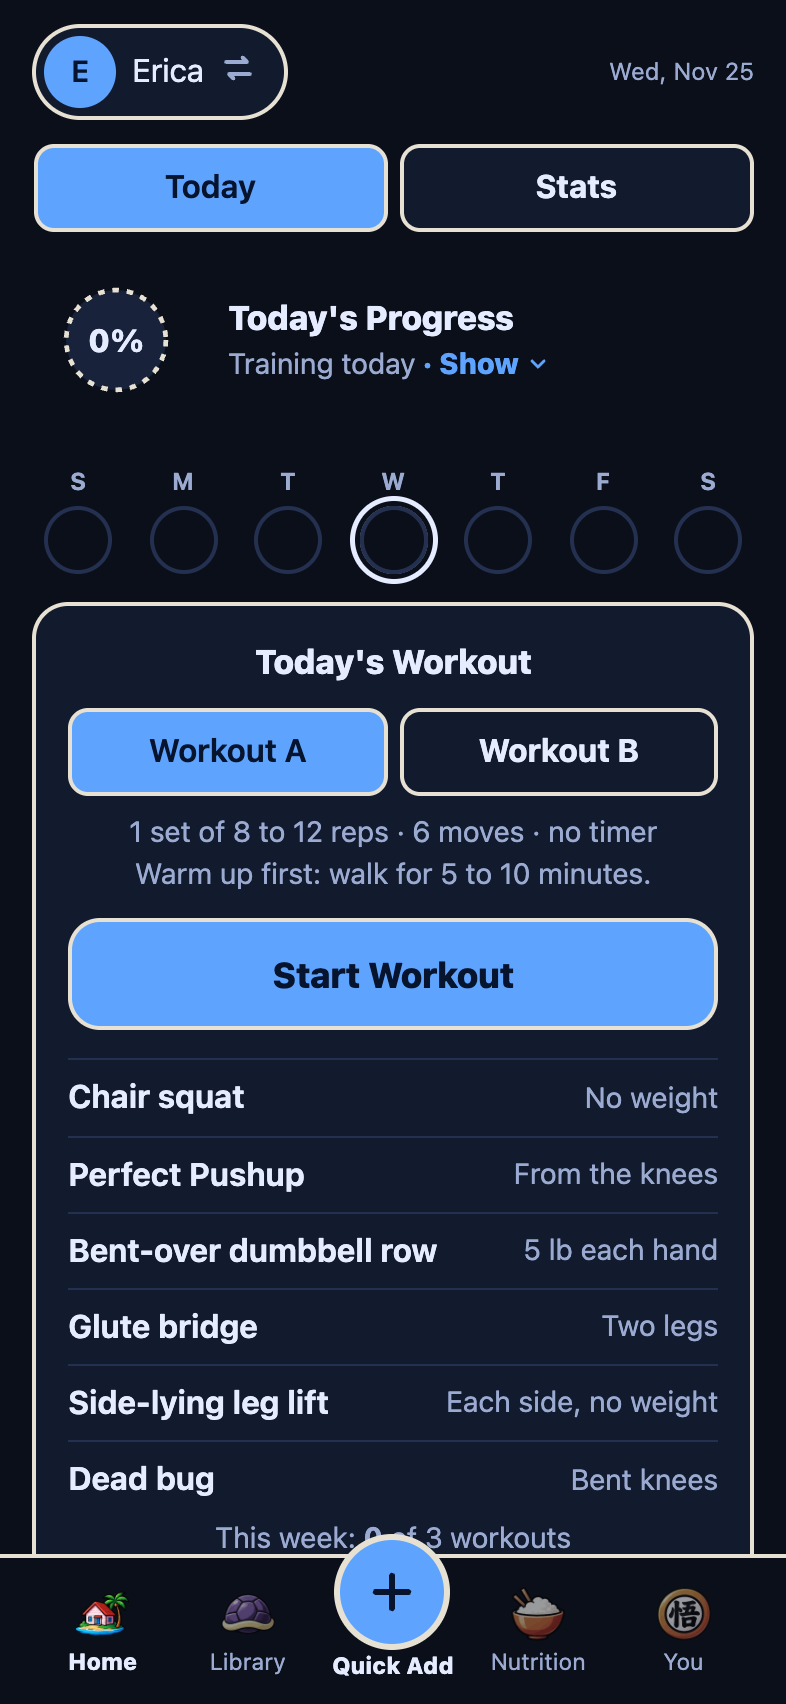 E Erica
Wed, Nov 25
Today
Stats
0%
Today's Progress
Training today · Show
S M T W T F S
Today's Workout
Workout A
Workout B
1 set of 8 to 12 reps · 6 moves · no timer
Warm up first: walk for 5 to 10 minutes.
Start Workout
Chair squat No weight
Perfect Pushup From the knees
Bent-over dumbbell row 5 lb each hand
Glute bridge Two legs
Side-lying leg lift Each side, no weight
Dead bug Bent knees
This week: 0 of 3 workouts
悟
Home Library Quick Add Nutrition You